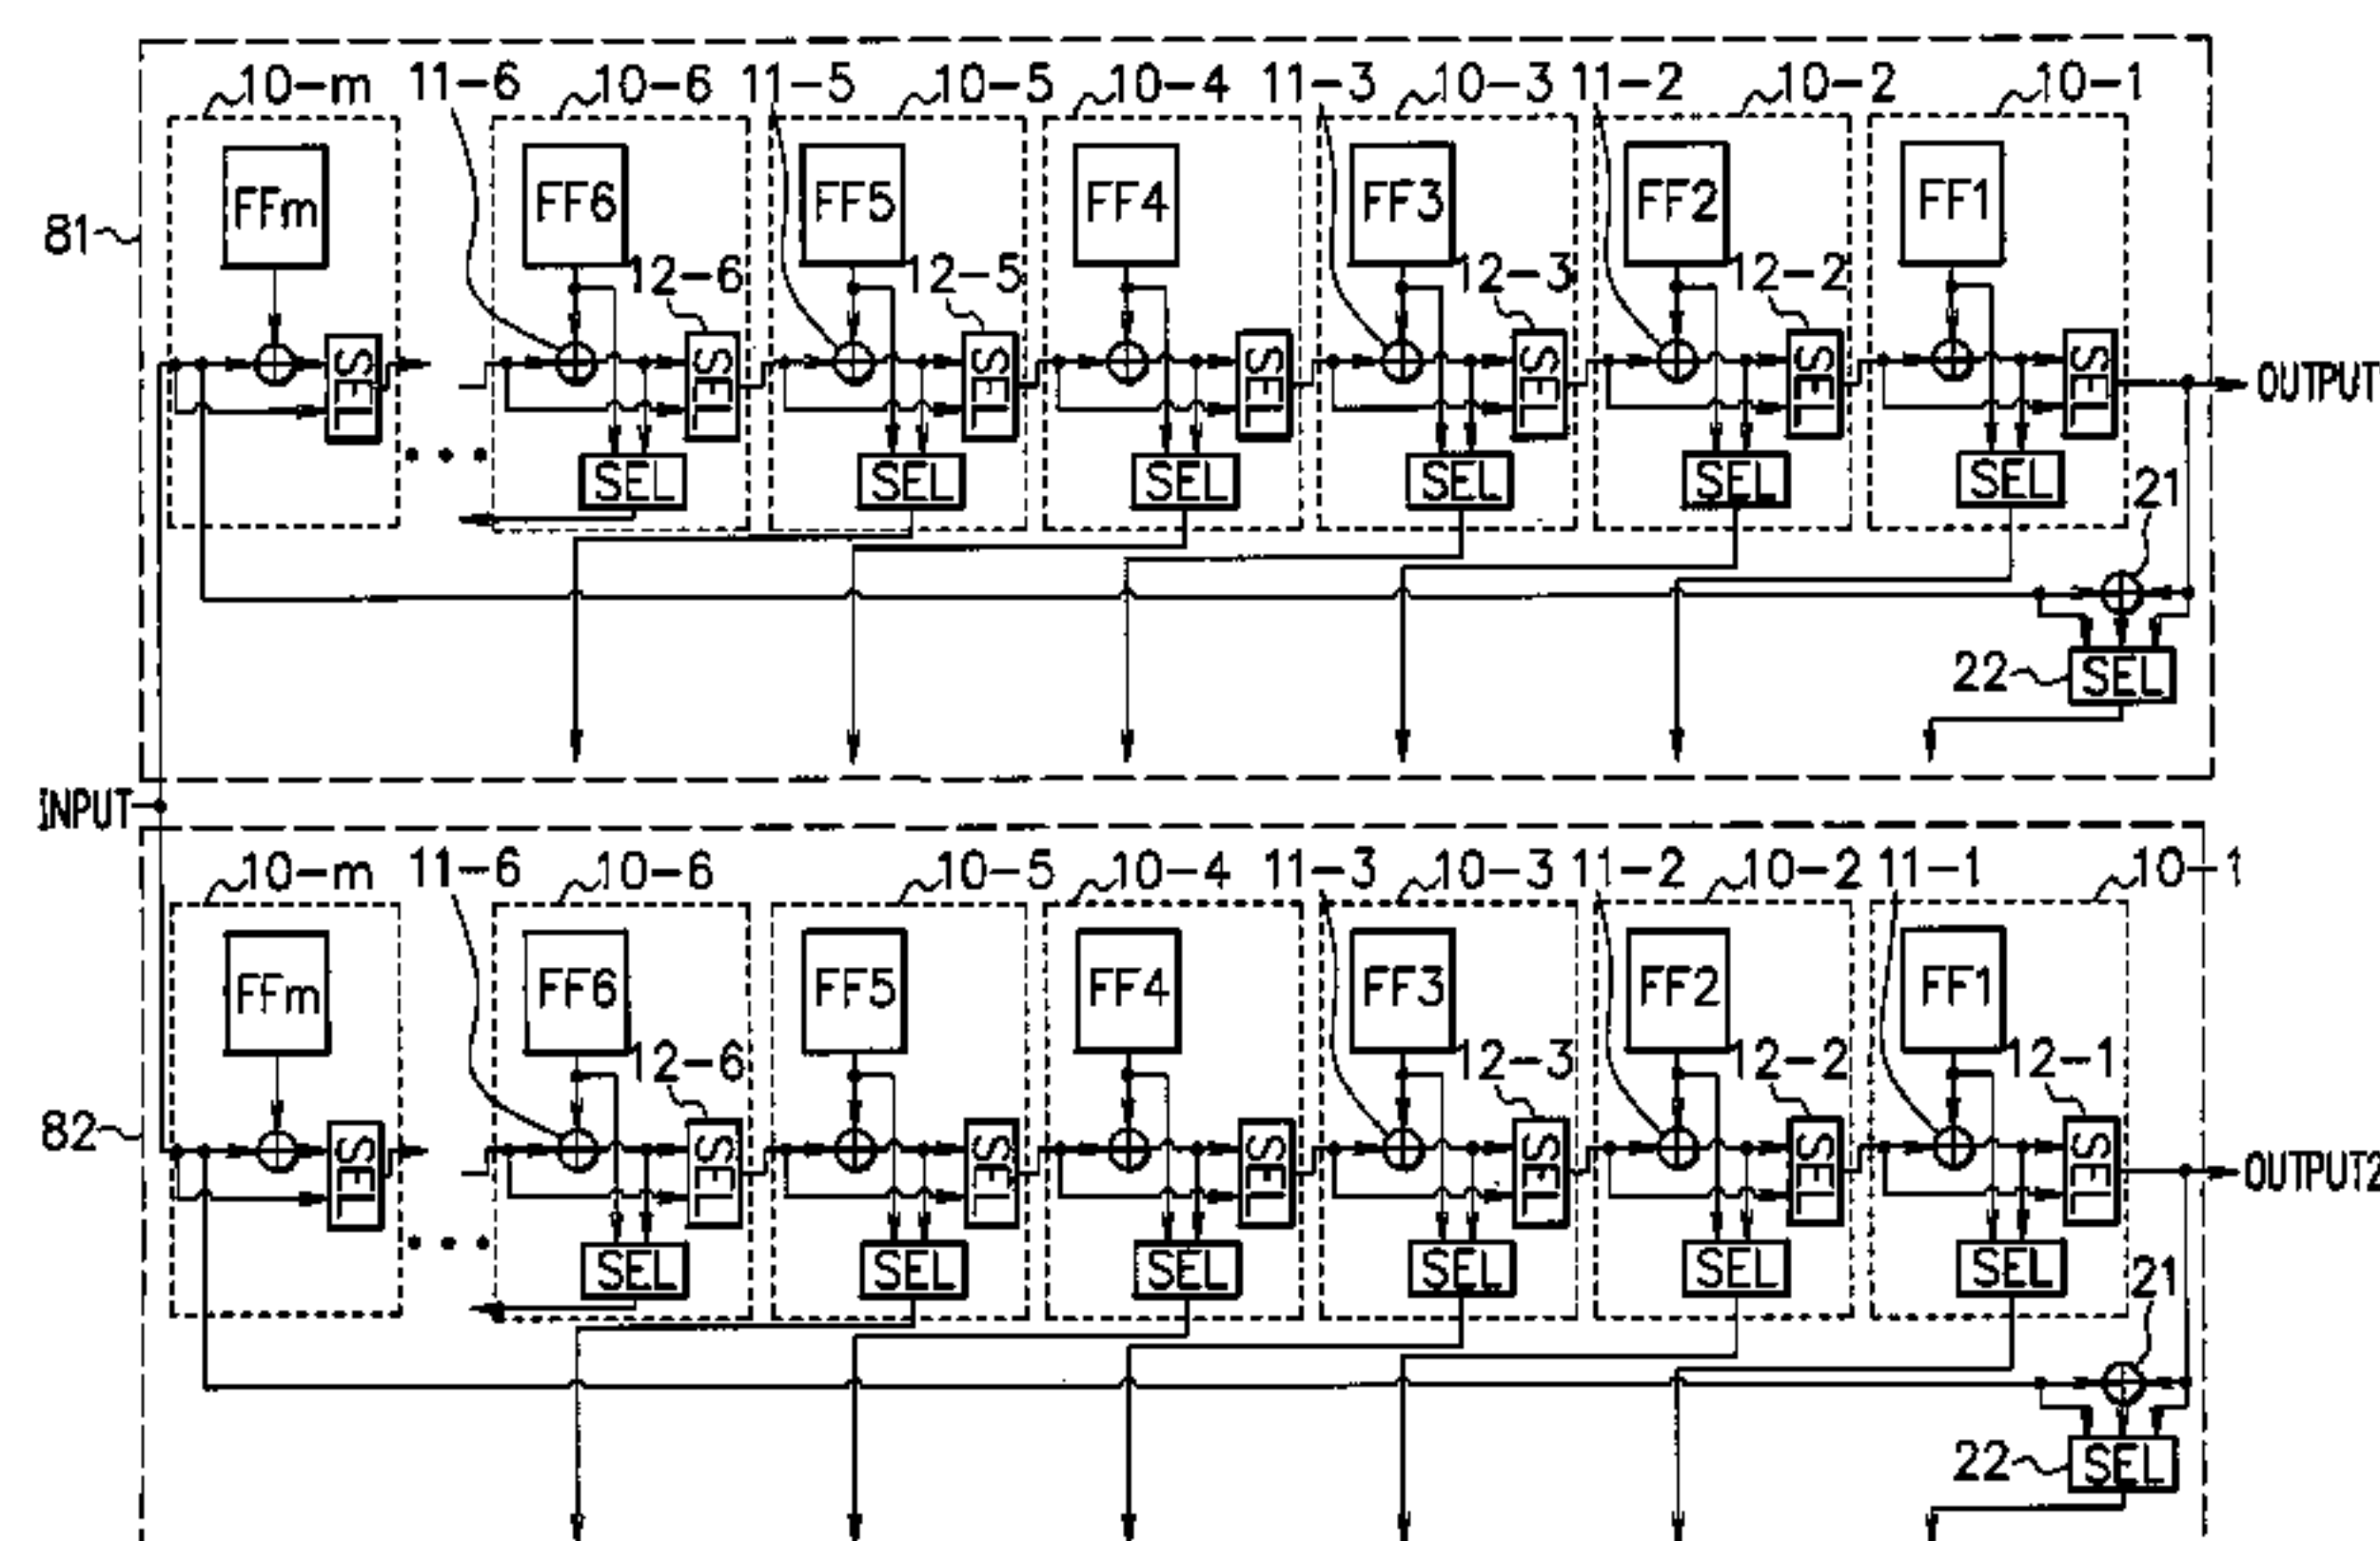 10-m 11-6 10-6 11-5 10-5 10-4 11-3 10-3 11-2 10-2 10-1
FFm FF6 FF5 FF4 FF3 FF2 FF1
81
12-6 12-5 12-3 12-2
SEL SEL SEL SEL SEL SEL SEL
OUTPUT
SEL SEL SEL SEL SEL SEL
21
22 SEL
INPUT
10-m 11-6 10-6 10-5 10-4 11-3 10-3 11-2 10-2 11-1 10-1
FFm FF6 FF5 FF4 FF3 FF2 FF1
12-6 12-3 12-2 12-1
82
SEL SEL SEL SEL SEL SEL SEL
OUTPUT2
SEL SEL SEL SEL SEL SEL
21
22 SEL